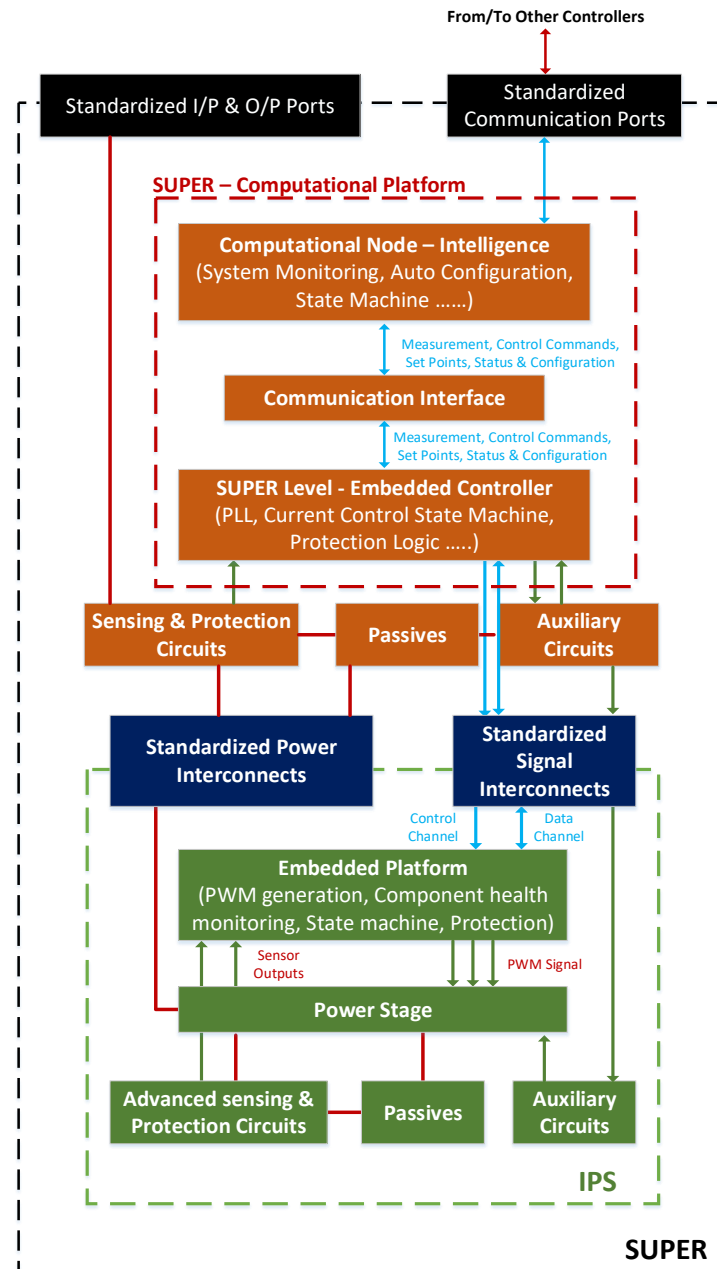 From/To Other Controllers
Standardized I/P & O/P Ports
Standardized
Communication Ports
SUPER – Computational Platform
Computational Node – Intelligence
(System Monitoring, Auto Configuration,
State Machine ……)
Measurement, Control Commands,
Set Points, Status & Configuration
Communication Interface
Measurement, Control Commands,
Set Points, Status & Configuration
SUPER Level - Embedded Controller
(PLL, Current Control State Machine,
Protection Logic …..)
Sensing & Protection
Circuits
Passives
Auxiliary
Circuits
Standardized Power
Interconnects
Standardized
Signal
Interconnects
Control
Channel
Data
Channel
Embedded Platform
(PWM generation, Component health
monitoring, State machine, Protection)
Sensor
Outputs
PWM Signal
Power Stage
Advanced sensing &
Protection Circuits
Passives
Auxiliary
Circuits
IPS
SUPER